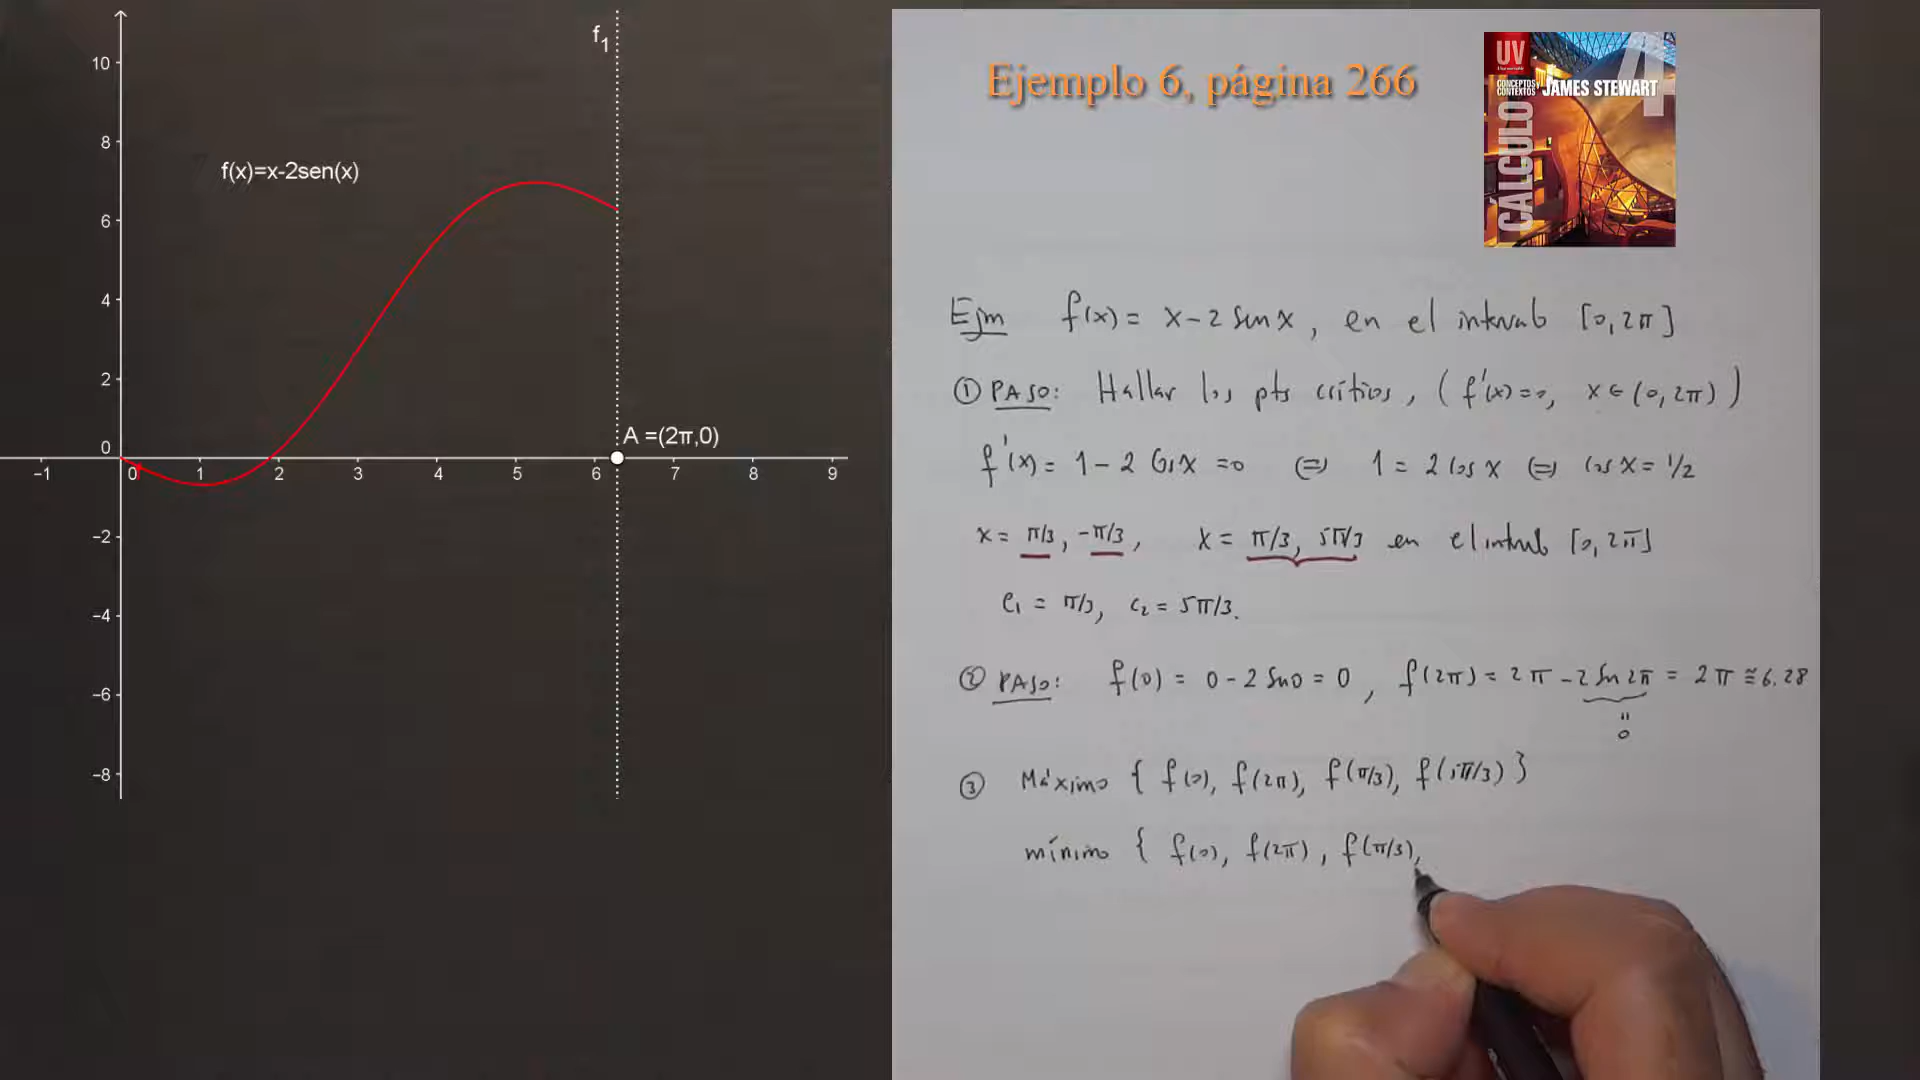 f₁
10
8
f(x)=x-2sen(x)
6
4
2
A =(2π,0)
0
−1 0 1 2 3 4 5 6 7 8 9
−2
−4
−6
−8
Ejemplo 6, página 266
UV
CONCEPTOS Y CONTEXTOS
JAMES STEWART
4
CÁLCULO
Ejm f(x) = x - 2 sen x, en el intervalo [0, 2π]
① PASO: Hallar los pts críticos, (f'(x)=0, x ∈ (0, 2π))
f'(x) = 1 - 2 Cos x = 0 ⇔ 1 = 2 cos x ⇔ cos x = 1/2
x = π/3, -π/3, x = π/3, 5π/3 en el intervalo [0, 2π]
c₁ = π/3, c₂ = 5π/3.
② PASO: f(0) = 0 - 2 sen 0 = 0, f(2π) = 2π - 2 sen 2π = 2π ≅ 6.28
" 0
③ Máximo { f(0), f(2π), f(π/3), f(5π/3) }
mínimo { f(0), f(2π), f(π/3),